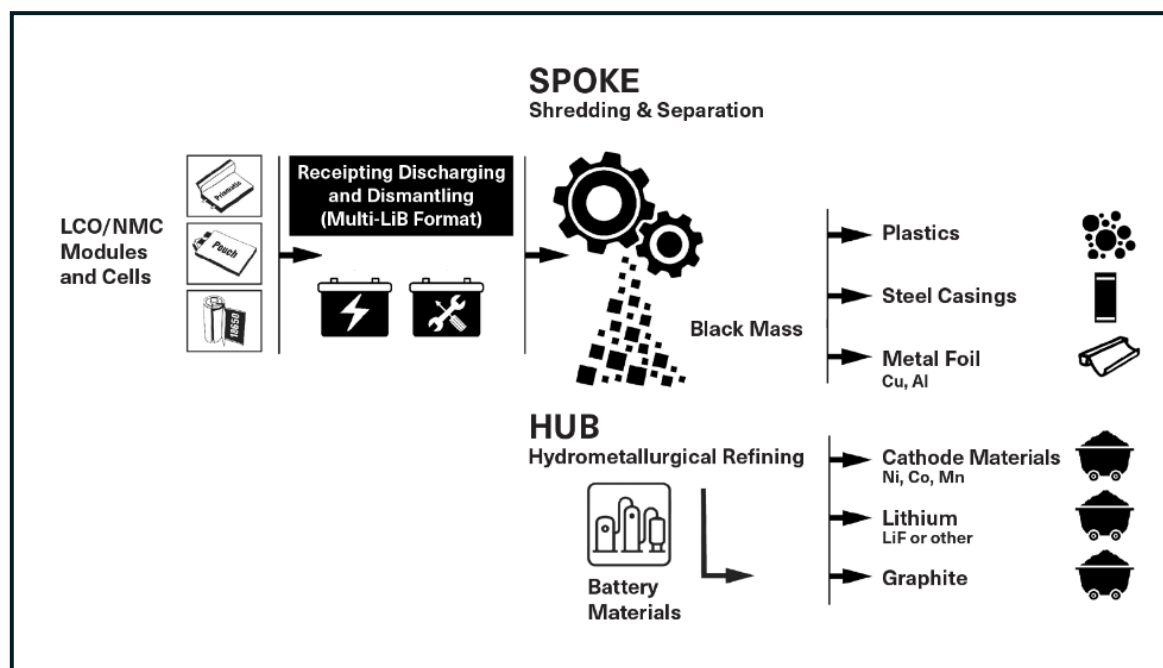 SPOKE
Shredding & Separation
LCO/NMC
Modules
and Cells
Prismatic
Pouch
18650
Receipting Discharging
and Dismantling
(Multi-LiB Format)
Black Mass
Plastics
Steel Casings
Metal Foil
Cu, Al
HUB
Hydrometallurgical Refining
Battery
Materials
Cathode Materials
Ni, Co, Mn
Lithium
LiF or other
Graphite